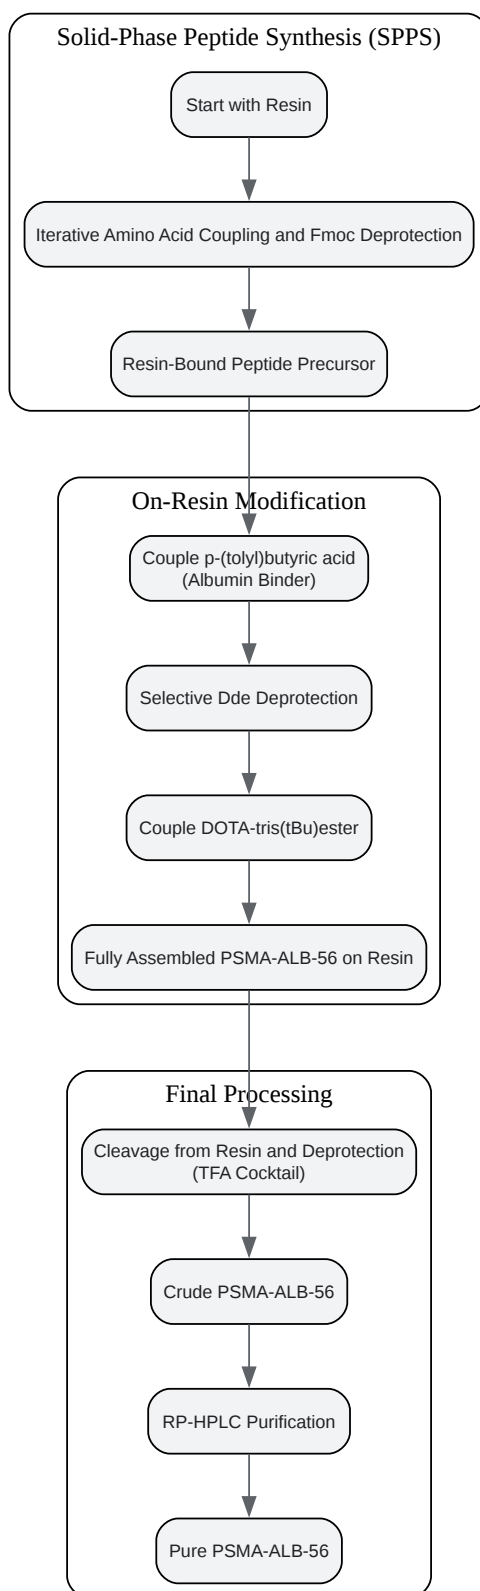 Solid-Phase Peptide Synthesis (SPPS)
Start with Resin
Iterative Amino Acid Coupling and Fmoc Deprotection
Resin-Bound Peptide Precursor
On-Resin Modification
Couple p-(tolyl)butyric acid
(Albumin Binder)
Selective Dde Deprotection
Couple DOTA-tris(tBu)ester
Fully Assembled PSMA-ALB-56 on Resin
Final Processing
Cleavage from Resin and Deprotection
(TFA Cocktail)
Crude PSMA-ALB-56
RP-HPLC Purification
Pure PSMA-ALB-56